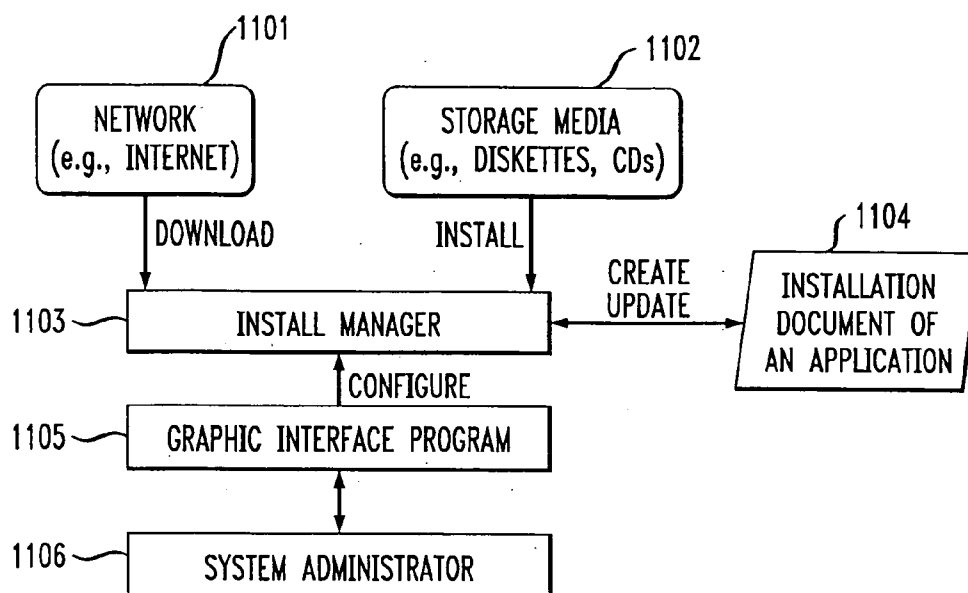 1101
1102
NETWORK
(e.g., INTERNET)
STORAGE MEDIA
(e.g., DISKETTES, CDs)
DOWNLOAD
INSTALL
1104
CREATE
UPDATE
INSTALLATION
DOCUMENT OF
AN APPLICATION
1103
INSTALL MANAGER
CONFIGURE
1105
GRAPHIC INTERFACE PROGRAM
1106
SYSTEM ADMINISTRATOR